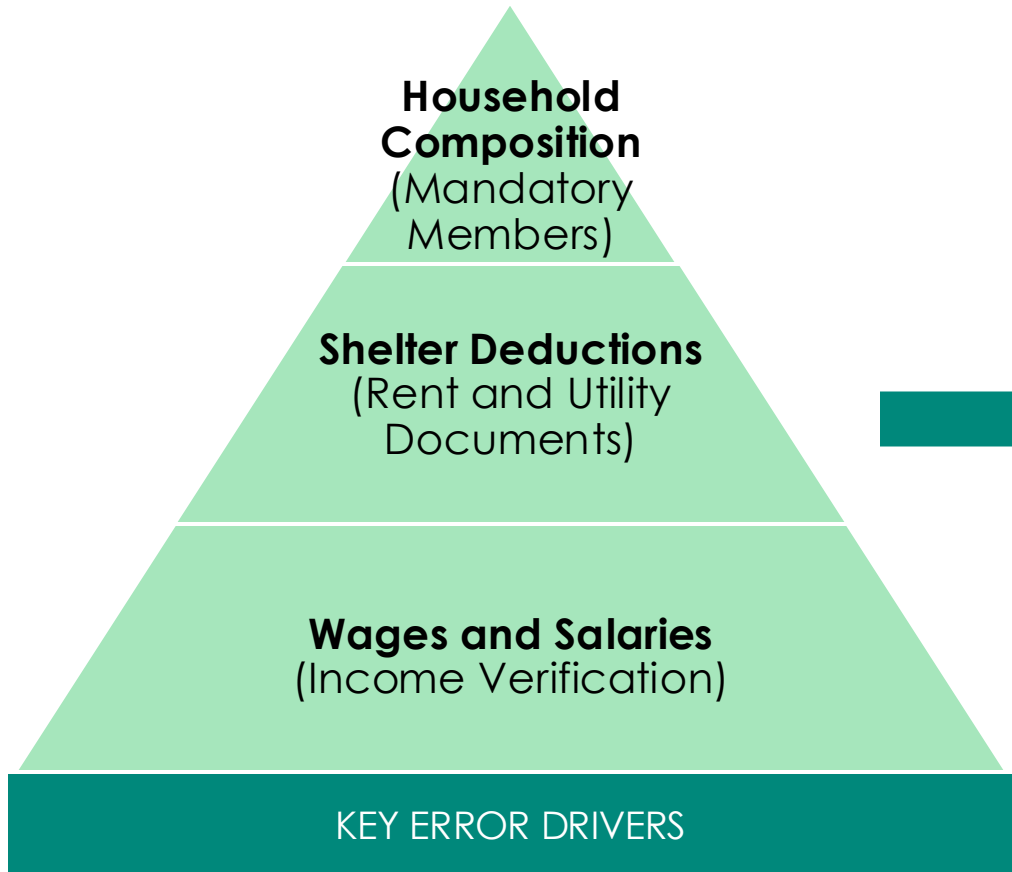 Household
Composition
(Mandatory
Members)
Shelter Deductions
(Rent and Utility
Documents)
Wages and Salaries
(Income Verification)
KEY ERROR DRIVERS